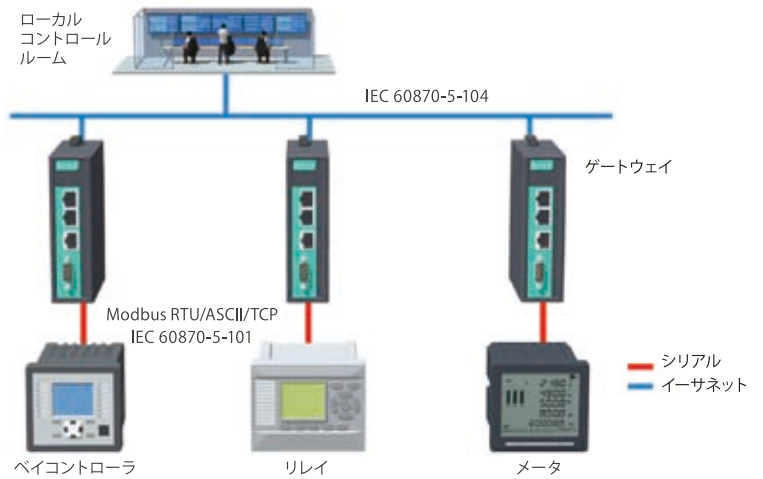 ローカル
コントロール
ルーム
IEC 60870-5-104
ゲートウェイ
Modbus RTU/ASCII/TCP
IEC 60870-5-101
シリアル
イーサネット
ベイコントローラ
リレイ
メータ